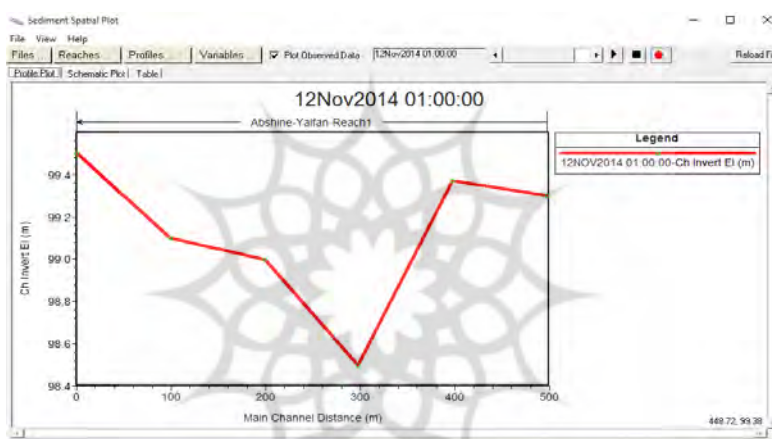 Sediment Spatial Plot
File View Help
Files ... Reaches ... Profiles ... Variables ... Plot Observed Data 12Nov2014 01:00:00 Reload
Profile Plot Schematic Plot Table
12Nov2014 01:00:00
Abshine-Yalfan-Reach1
Legend
12NOV2014 01:00:00-Ch Invert El (m)
Ch Invert El (m)
99.4
99.2
99.0
98.8
98.6
98.4
0 100 200 300 400 500
Main Channel Distance (m)
448.72, 99.38